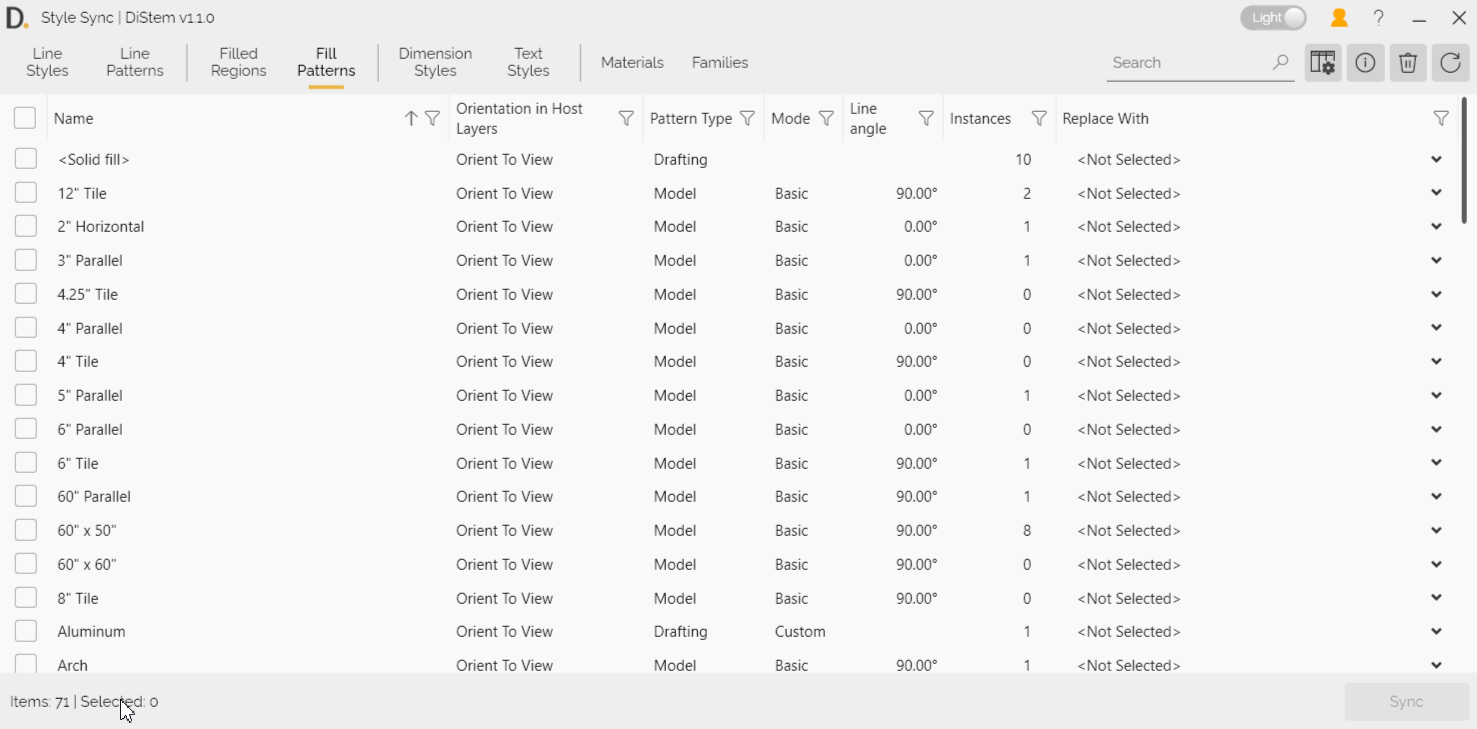 D. Style Sync | DiStem v1.1.0 Light ?
Line Styles
Line Patterns
Filled Regions
Fill Patterns
Dimension Styles
Text Styles
Materials
Families
Search
Name
Orientation in Host Layers
Pattern Type
Mode
Line angle
Instances
Replace With
<Solid fill> Orient To View Drafting 10 <Not Selected>
12" Tile Orient To View Model Basic 90.00° 2 <Not Selected>
2" Horizontal Orient To View Model Basic 0.00° 1 <Not Selected>
3" Parallel Orient To View Model Basic 0.00° 1 <Not Selected>
4.25" Tile Orient To View Model Basic 90.00° 0 <Not Selected>
4" Parallel Orient To View Model Basic 0.00° 0 <Not Selected>
4" Tile Orient To View Model Basic 90.00° 0 <Not Selected>
5" Parallel Orient To View Model Basic 0.00° 1 <Not Selected>
6" Parallel Orient To View Model Basic 0.00° 0 <Not Selected>
6" Tile Orient To View Model Basic 90.00° 1 <Not Selected>
60" Parallel Orient To View Model Basic 90.00° 1 <Not Selected>
60" x 50" Orient To View Model Basic 90.00° 8 <Not Selected>
60" x 60" Orient To View Model Basic 90.00° 0 <Not Selected>
8" Tile Orient To View Model Basic 90.00° 0 <Not Selected>
Aluminum Orient To View Drafting Custom 1 <Not Selected>
Arch Orient To View Model Basic 90.00° 1 <Not Selected>
Items: 71 | Selected: 0
Sync